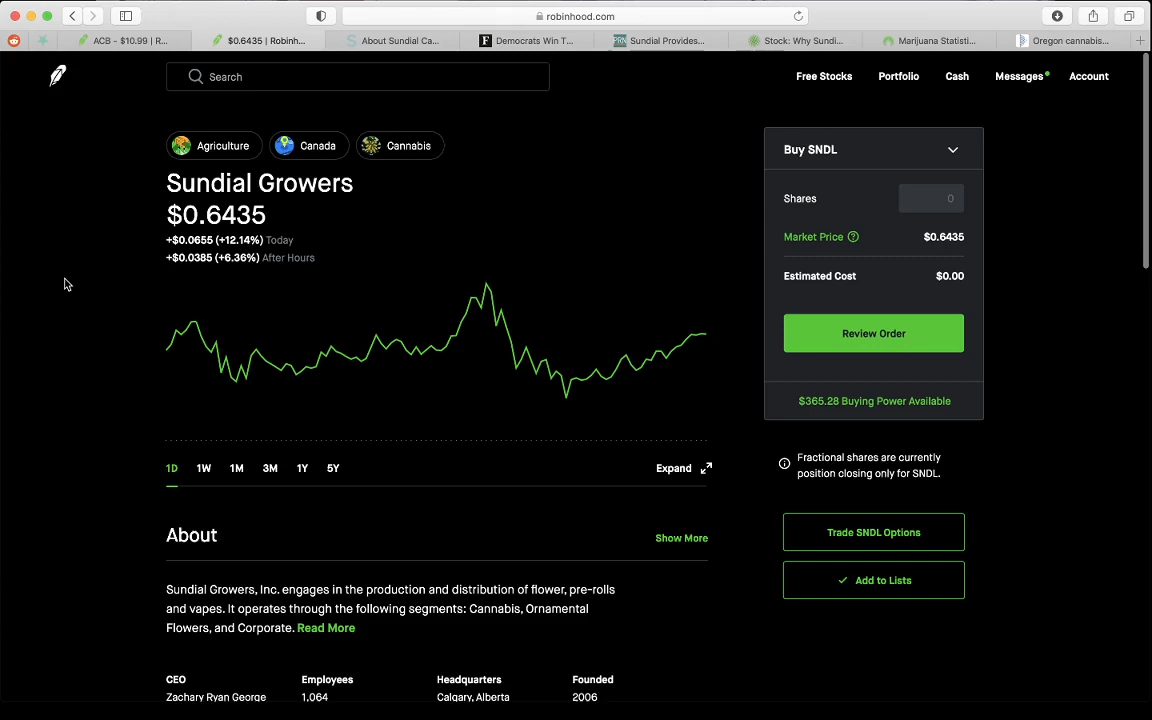 robinhood.com
ACB - $10.99 | R...
$0.6435 | Robinh...
About Sundial Ca...
Democrats Win T...
Sundial Provides...
Stock: Why Sundi...
Marijuana Statisti...
Oregon cannabis...
Search
Free Stocks
Portfolio
Cash
Messages
Account
Agriculture
Canada
Cannabis
Sundial Growers
$0.6435
+$0.0655 (+12.14%) Today
+$0.0385 (+6.36%) After Hours
1D
1W
1M
3M
1Y
5Y
Expand
About
Show More
Sundial Growers, Inc. engages in the production and distribution of flower, pre-rolls
and vapes. It operates through the following segments: Cannabis, Ornamental
Flowers, and Corporate. Read More
CEO
Employees
Headquarters
Founded
Zachary Ryan George
1,064
Calgary, Alberta
2006
Buy SNDL
Shares
0
Market Price
$0.6435
Estimated Cost
$0.00
Review Order
$365.28 Buying Power Available
Fractional shares are currently
position closing only for SNDL.
Trade SNDL Options
Add to Lists